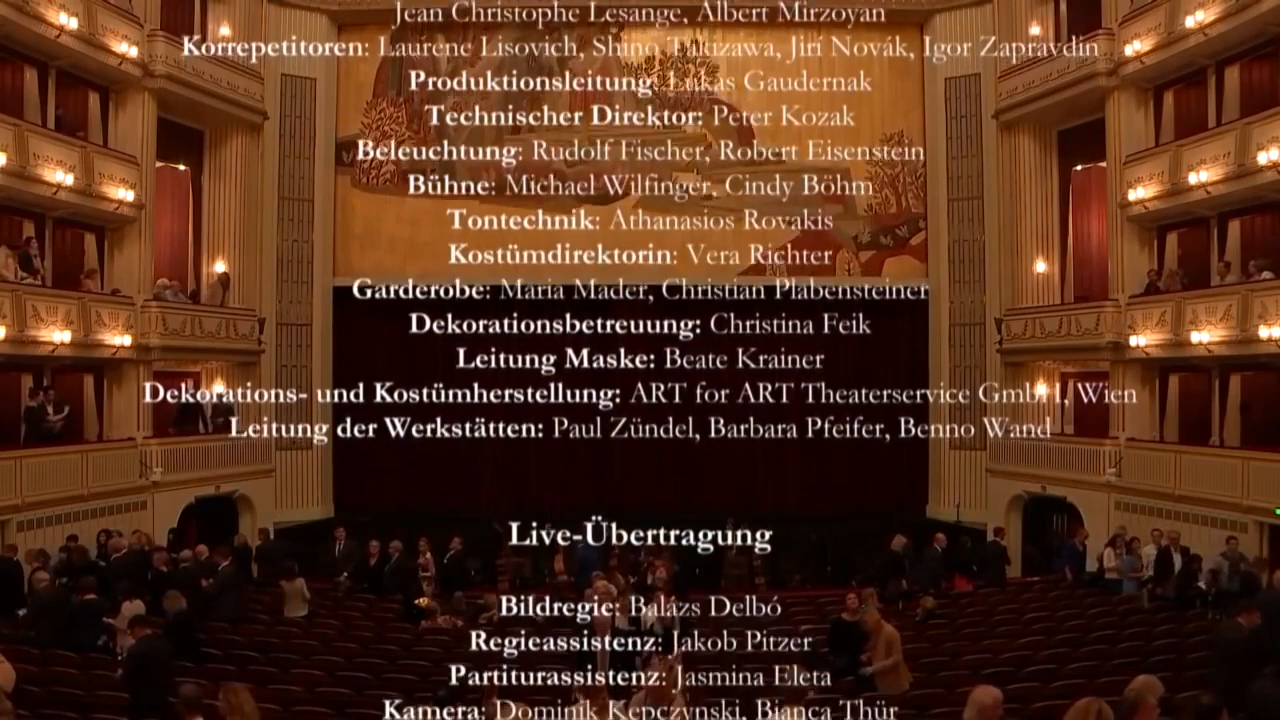 Jean Christophe Lesange, Albert Mirzoyan
Korrepetitoren: Laurene Lisovich, Shino Takizawa, Jirí Novák, Igor Zapravdin
Produktionsleitung: Lukas Gaudernak
Technischer Direktor: Peter Kozak
Beleuchtung: Rudolf Fischer, Robert Eisenstein
Bühne: Michael Wilfinger, Cindy Böhm
Tontechnik: Athanasios Rovakis
Kostümdirektorin: Vera Richter
Garderobe: Maria Mader, Christian Plabensteiner
Dekorationsbetreuung: Christina Feik
Leitung Maske: Beate Krainer
Dekorations- und Kostümherstellung: ART for ART Theaterservice GmbH, Wien
Leitung der Werkstätten: Paul Zündel, Barbara Pfeifer, Benno Wand
Live-Übertragung
Bildregie: Balázs Delbó
Regieassistenz: Jakob Pitzer
Partiturassistenz: Jasmina Eleta
Kamera: Dominik Kepczynski, Bianca Thür